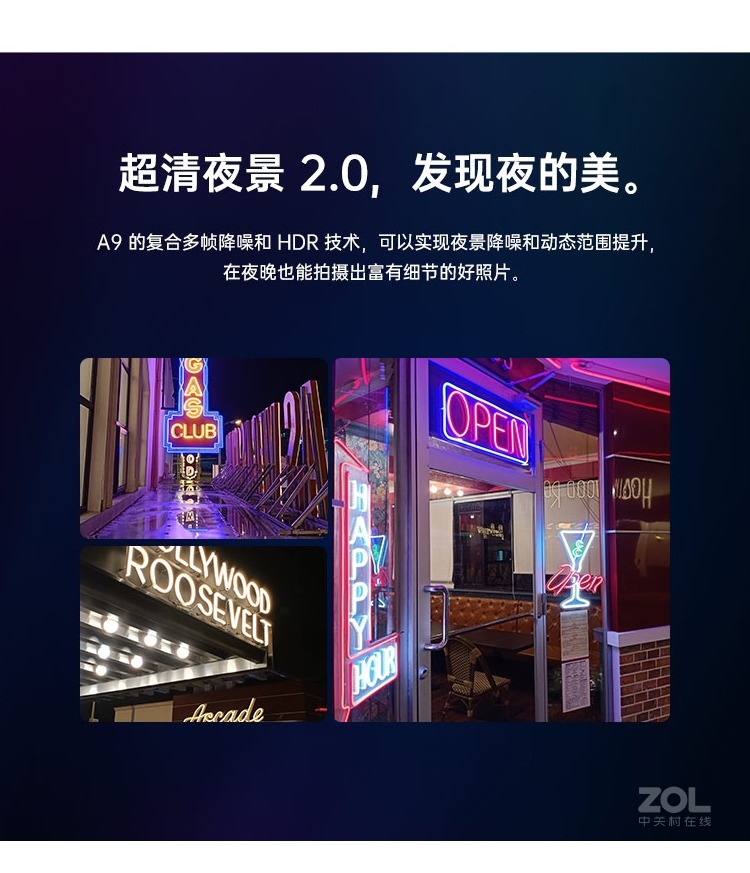 超清夜景 2.0，发现夜的美。
A9 的复合多帧降噪和 HDR 技术，可以实现夜景降噪和动态范围提升，
在夜晚也能拍摄出富有细节的好照片。
GAS
CLUB
OPEN
HAPPY
HOUR
Open
HOLLYWOOD
ROOSEVELT
Arcade
ZOL
中关村在线